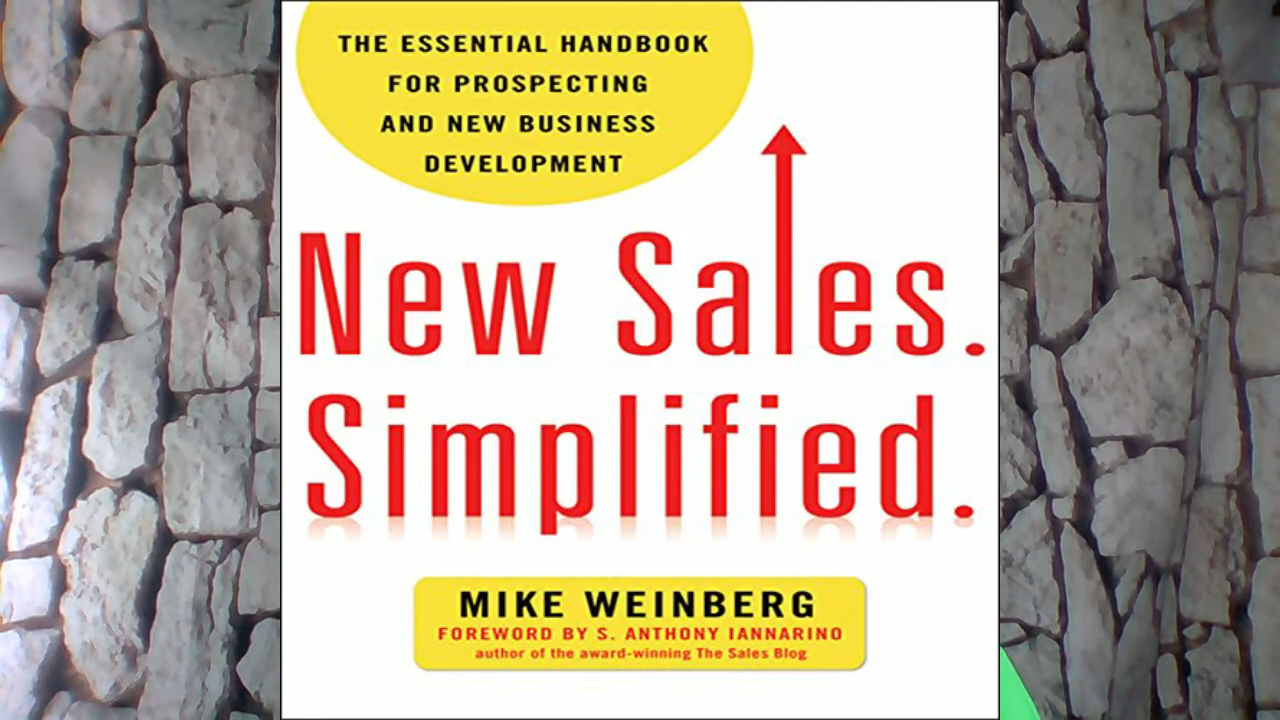 THE ESSENTIAL HANDBOOK
FOR PROSPECTING
AND NEW BUSINESS
DEVELOPMENT
New Sales.
Simplified.
MIKE WEINBERG
FOREWORD BY S. ANTHONY IANNARINO
author of the award-winning The Sales Blog